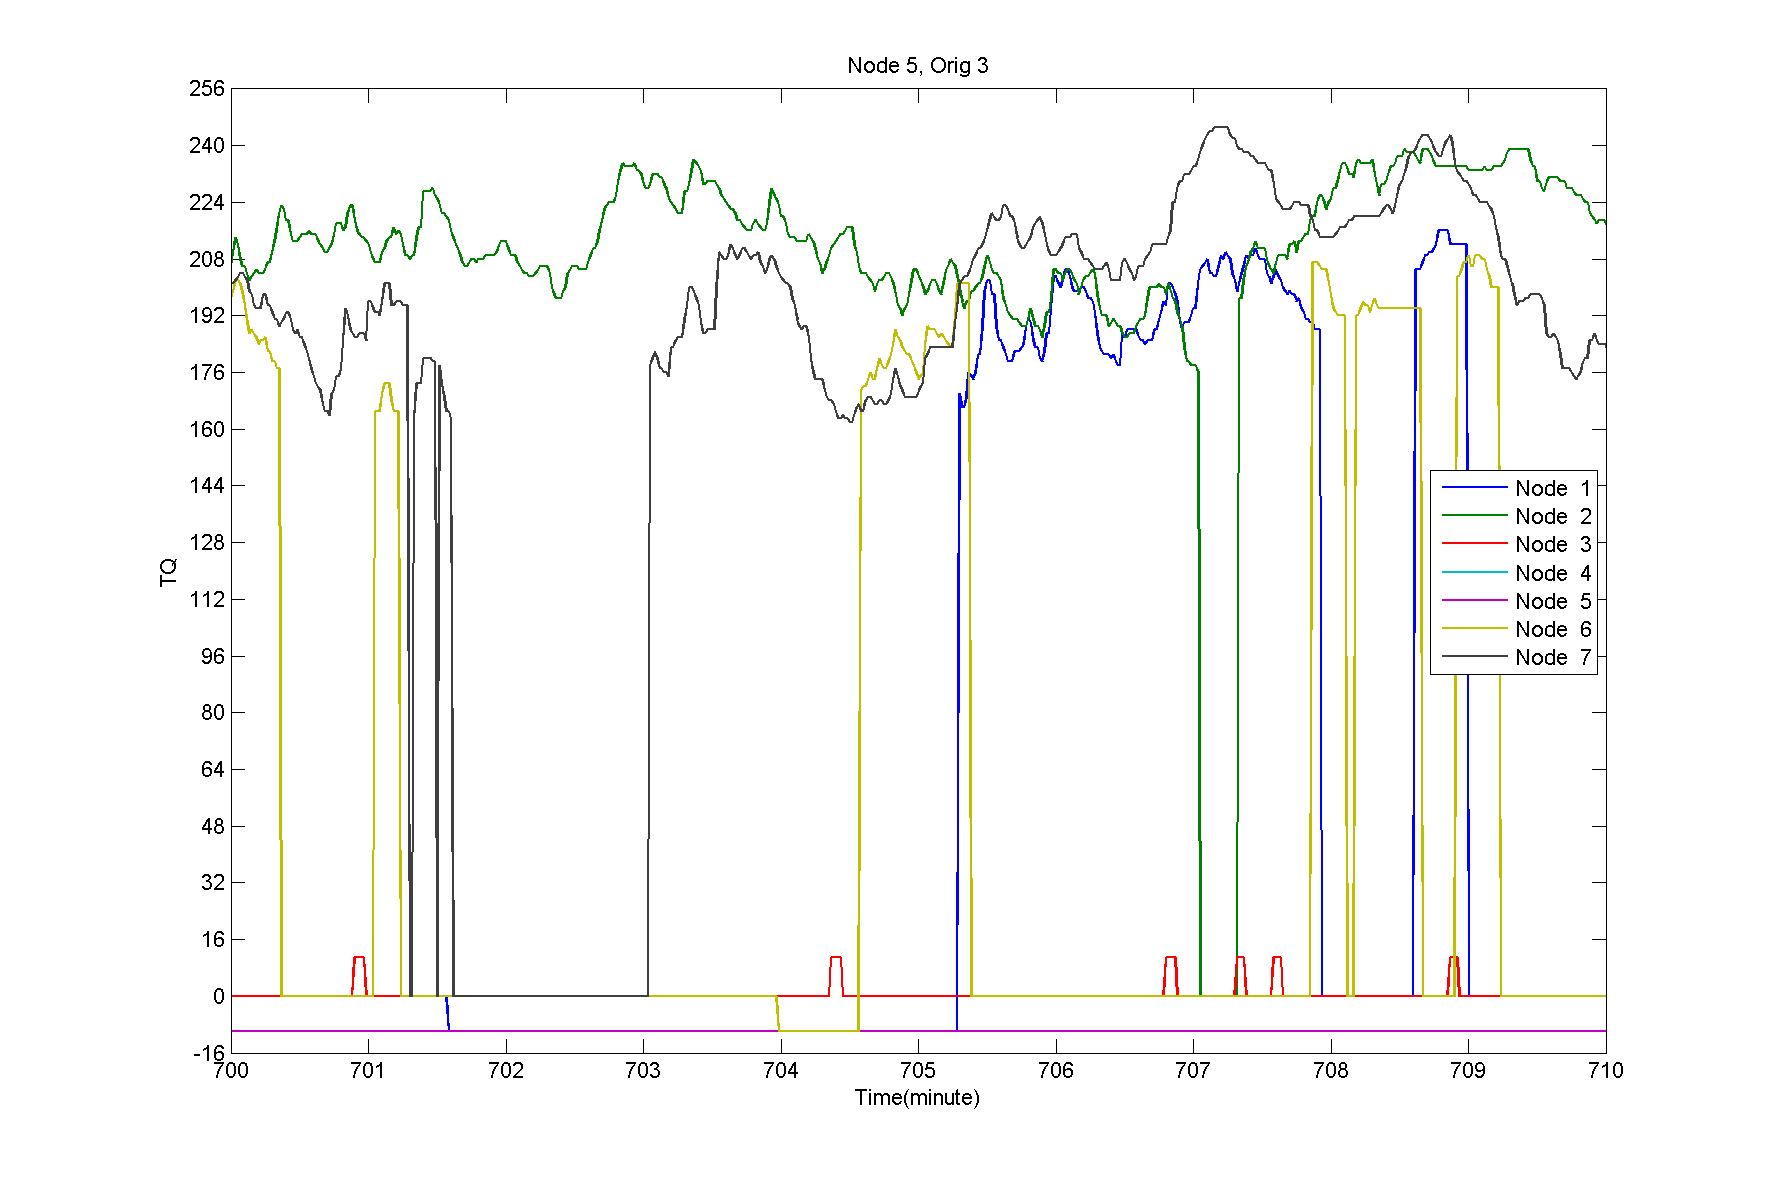 Node 5, Orig 3
256
240
224
208
192
176
160
144
128
112
96
80
64
48
32
16
0
-16
TQ
Node 1
Node 2
Node 3
Node 4
Node 5
Node 6
Node 7
700 701 702 703 704 705 706 707 708 709 710
Time(minute)